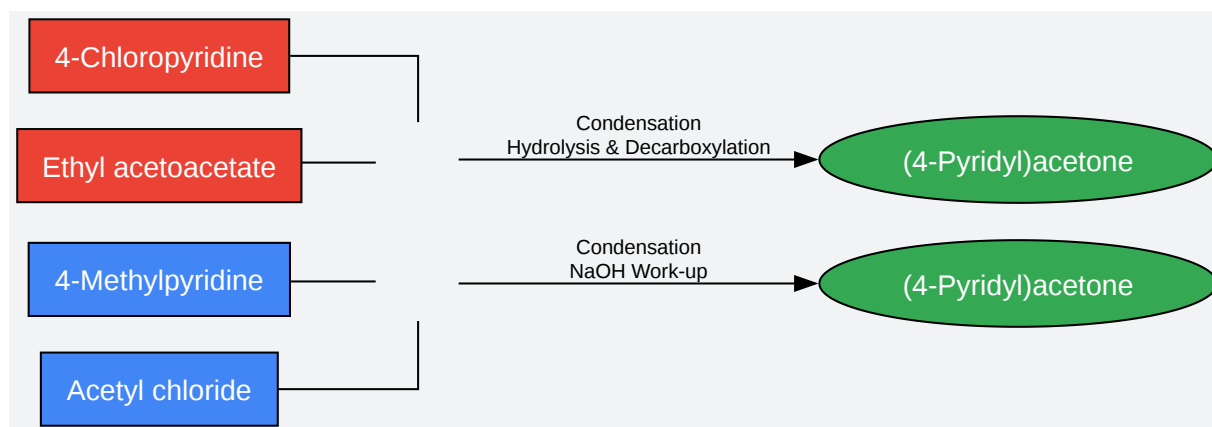 4-Chloropyridine
Ethyl acetoacetate
Condensation
Hydrolysis & Decarboxylation
(4-Pyridyl)acetone
4-Methylpyridine
Acetyl chloride
Condensation
NaOH Work-up
(4-Pyridyl)acetone